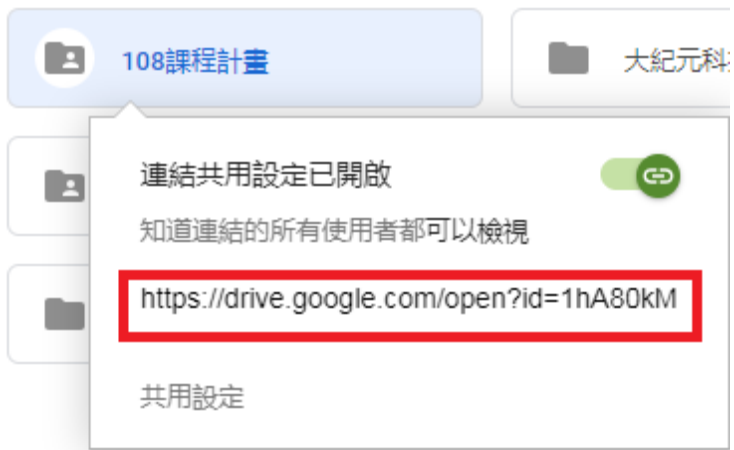 108課程計畫
大紀元科
連結共用設定已開啟
知道連結的所有使用者都可以檢視
https://drive.google.com/open?id=1hA80kM
共用設定